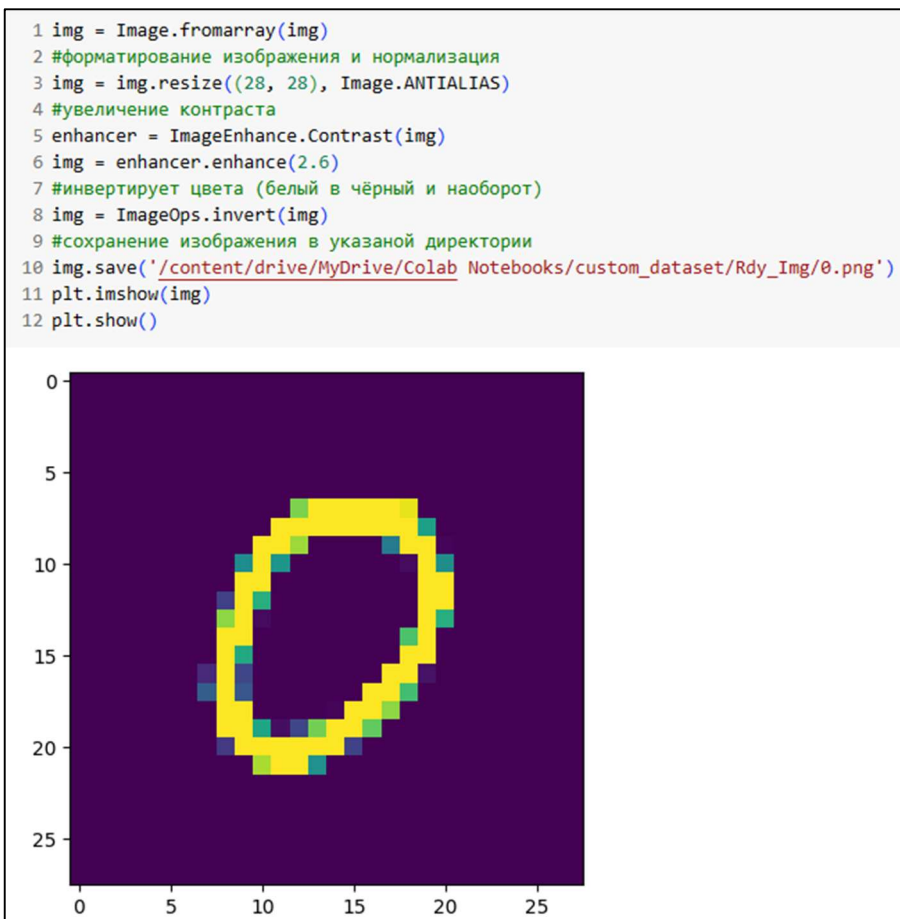 1 img = Image.fromarray(img)
2 #форматирование изображения и нормализация
3 img = img.resize((28, 28), Image.ANTIALIAS)
4 #увеличение контраста
5 enhancer = ImageEnhance.Contrast(img)
6 img = enhancer.enhance(2.6)
7 #инвертирует цвета (белый в чёрный и наоборот)
8 img = ImageOps.invert(img)
9 #сохранение изображения в указаной директории
10 img.save('/content/drive/MyDrive/Colab Notebooks/custom_dataset/Rdy_Img/0.png')
11 plt.imshow(img)
12 plt.show()
0
5
10
15
20
25
0 5 10 15 20 25